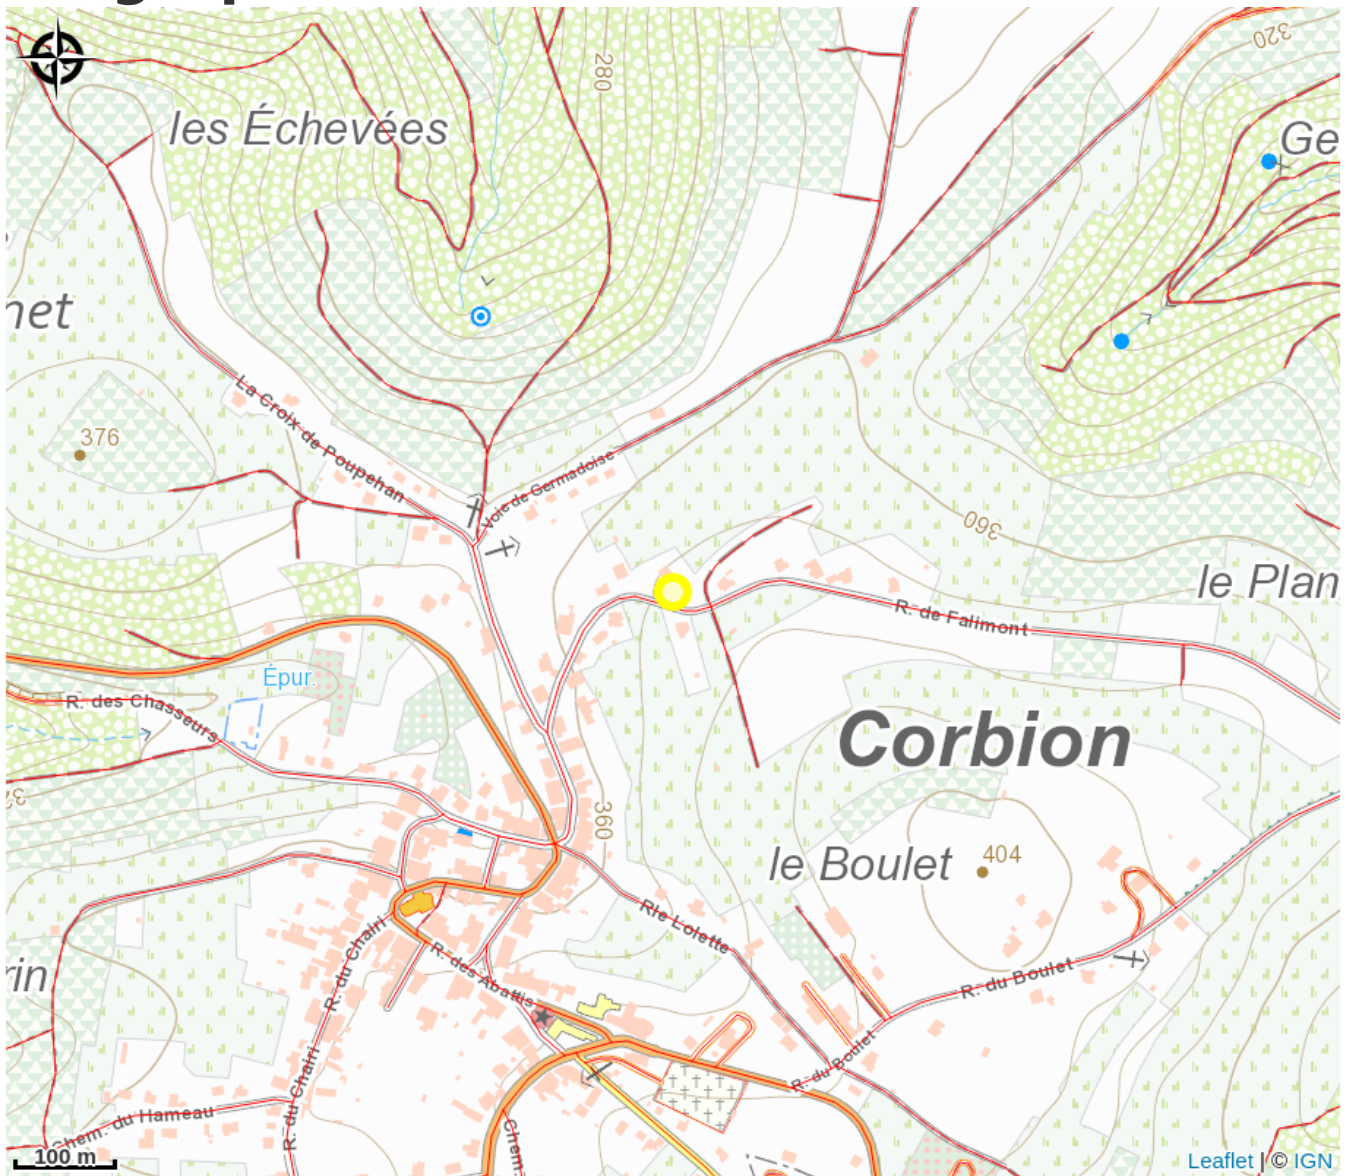 320
280
les Échevées
Ge
net
La Croix de Poupehan
376
Voie de Germadoise
360
le Plan
R. de Falimont
Épur.
R. des Chasseurs
Corbion
360
le Boulet
404
Rle Lolette
R. du Chairi
R. des Abattis
rin
R. du Boulet
R. du Boulet
R. du Chairi
Chem. du Hameau
Chem.
100 m
Leaflet | © IGN